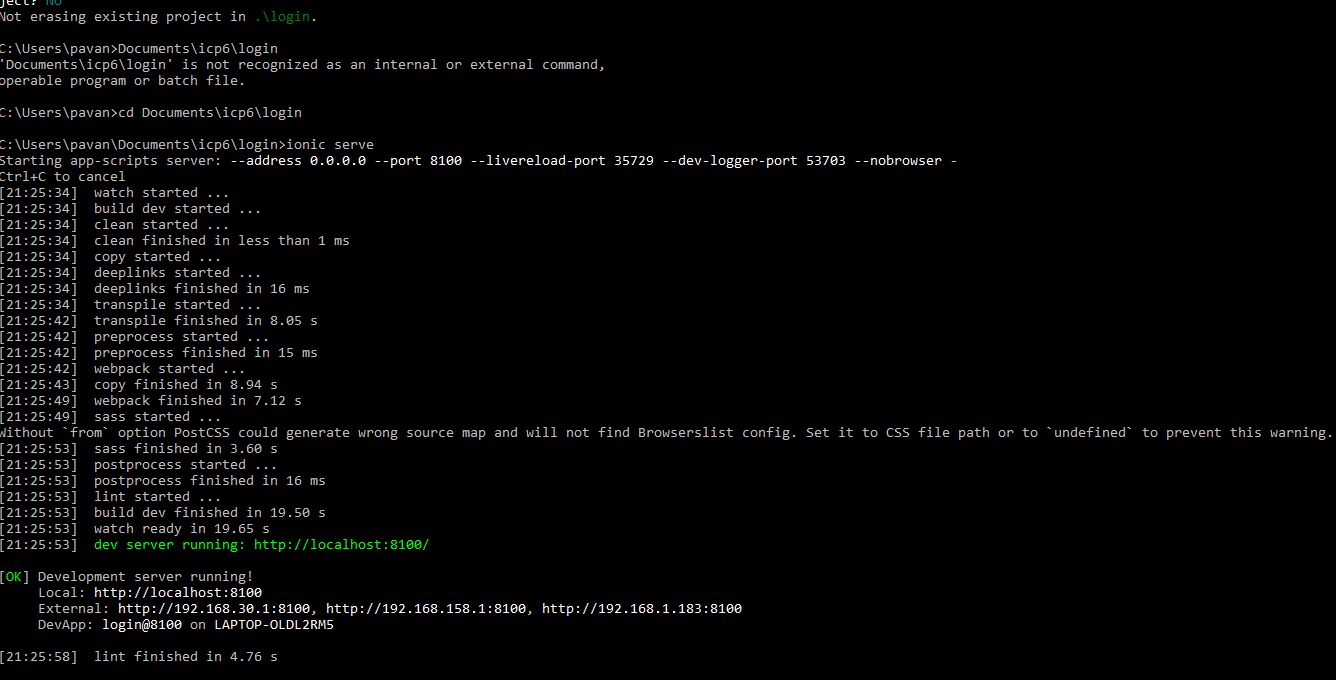 ject? No
Not erasing existing project in .\login.
C:\Users\pavan>Documents\icp6\login
'Documents\icp6\login' is not recognized as an internal or external command,
operable program or batch file.
C:\Users\pavan>cd Documents\icp6\login
C:\Users\pavan\Documents\icp6\login>ionic serve
Starting app-scripts server: --address 0.0.0.0 --port 8100 --livereload-port 35729 --dev-logger-port 53703 --nobrowser -
Ctrl+C to cancel
[21:25:34]  watch started ...
[21:25:34]  build dev started ...
[21:25:34]  clean started ...
[21:25:34]  clean finished in less than 1 ms
[21:25:34]  copy started ...
[21:25:34]  deeplinks started ...
[21:25:34]  deeplinks finished in 16 ms
[21:25:34]  transpile started ...
[21:25:42]  transpile finished in 8.05 s
[21:25:42]  preprocess started ...
[21:25:42]  preprocess finished in 15 ms
[21:25:42]  webpack started ...
[21:25:43]  copy finished in 8.94 s
[21:25:49]  webpack finished in 7.12 s
[21:25:49]  sass started ...
Without `from` option PostCSS could generate wrong source map and will not find Browserslist config. Set it to CSS file path or to `undefined` to prevent this warning.
[21:25:53]  sass finished in 3.60 s
[21:25:53]  postprocess started ...
[21:25:53]  postprocess finished in 16 ms
[21:25:53]  lint started ...
[21:25:53]  build dev finished in 19.50 s
[21:25:53]  watch ready in 19.65 s
[21:25:53]  dev server running: http://localhost:8100/
[OK] Development server running!
Local: http://localhost:8100
External: http://192.168.30.1:8100, http://192.168.158.1:8100, http://192.168.1.183:8100
DevApp: login@8100 on LAPTOP-OLDL2RM5
[21:25:58]  lint finished in 4.76 s